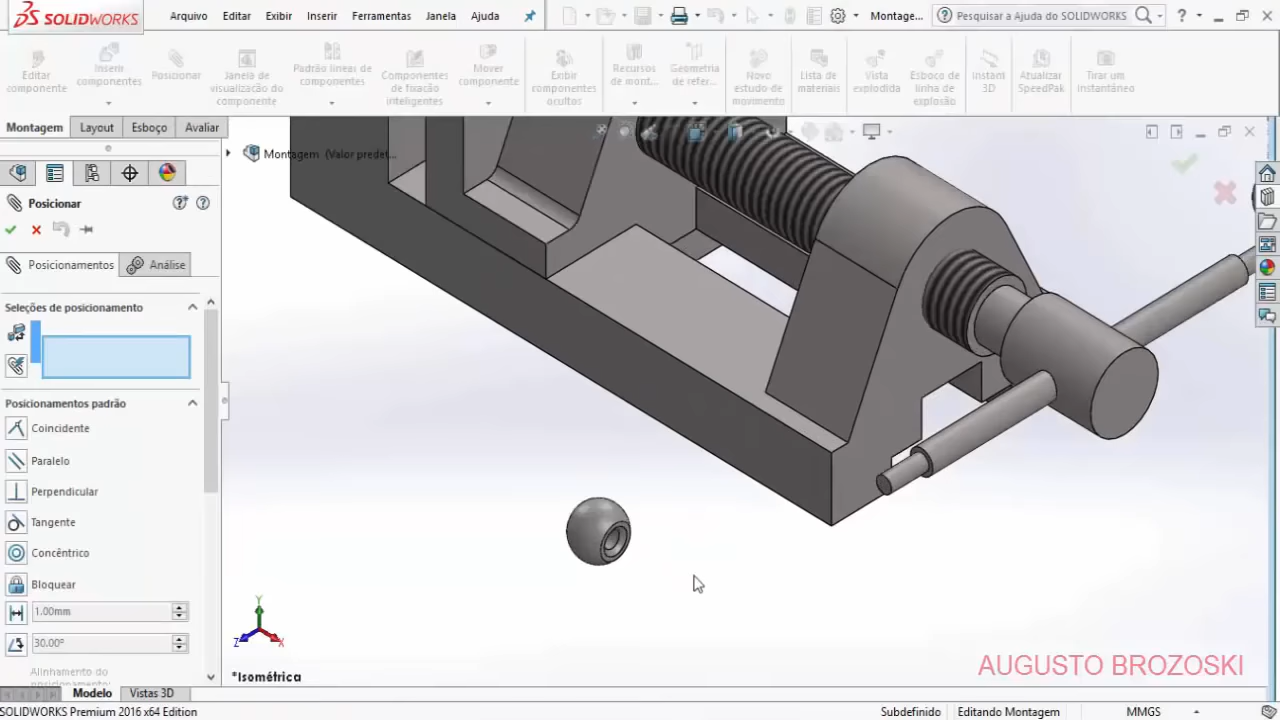 SOLIDWORKS
Arquivo Editar Exibir Inserir Ferramentas Janela Ajuda
Montage...
Pesquisar a Ajuda do SOLIDWORKS
Editar componente
Inserir componentes
Posicionar
Janela de visualização do componente
Padrão linear de componentes
Componentes de fixação inteligentes
Mover componente
Exibir componentes ocultos
Recursos de mont...
Geometria de refer...
Novo estudo de movimento
Lista de materiais
Vista explodida
Esboço de linha de explosão
Instant 3D
Atualizar SpeedPak
Tirar um instantâneo
Montagem Layout Esboço Avaliar
Montagem (Valor predet...
Posicionar
Posicionamentos Análise
Seleções de posicionamento
Posicionamentos padrão
Coincidente
Paralelo
Perpendicular
Tangente
Concêntrico
Bloquear
1.00mm
30.00°
Alinhamento do
posicionamento
Y
Z X
*Isométrica
AUGUSTO BROZOSKI
Modelo Vistas 3D
SOLIDWORKS Premium 2016 x64 Edition
Subdefinido Editando Montagem MMGS